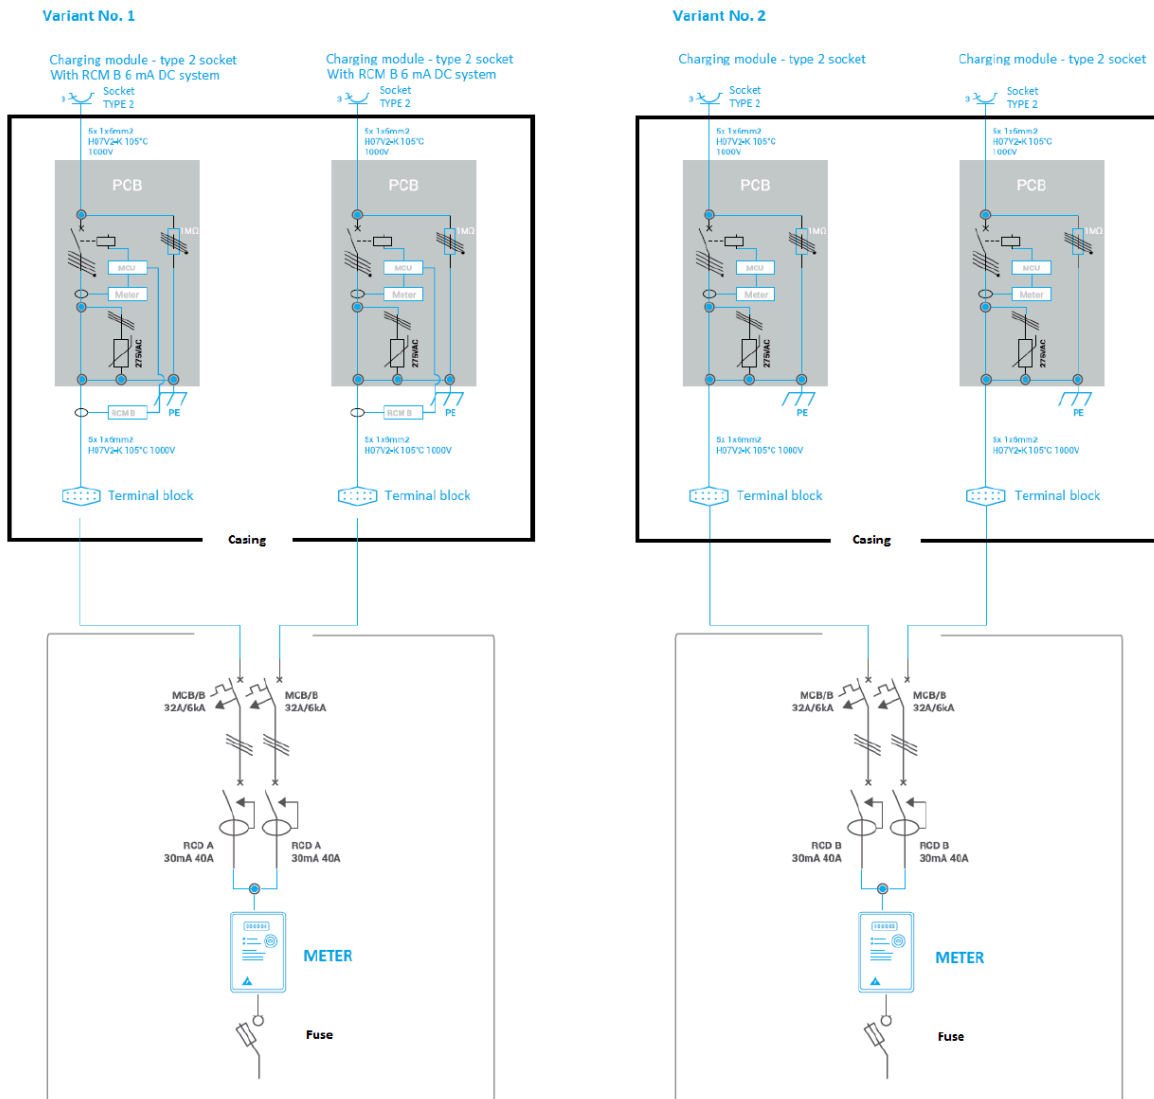 Variant No. 1
Charging module - type 2 socket
With RCM B 6 mA DC system
Charging module - type 2 socket
With RCM B 6 mA DC system
3
Socket
TYPE 2
3
Socket
TYPE 2
5x 1x6mm2
H07V2-K 105°C
1000V
5x 1x6mm2
H07V2-K 105°C
1000V
PCB
PCB
1MΩ
1MΩ
MCU
MCU
Meter
Meter
275VAC
275VAC
RCM B
PE
RCM B
PE
5x 1x6mm2
H07V2-K 105°C 1000V
5x 1x6mm2
H07V2-K 105°C 1000V
Terminal block
Terminal block
Casing
MCB/B
32A/6kA
MCB/B
32A/6kA
RCD A
30mA 40A
RCD A
30mA 40A
METER
Fuse
Variant No. 2
Charging module - type 2 socket
Charging module - type 2 socket
3
Socket
TYPE 2
3
Socket
TYPE 2
5x 1x6mm2
H07V2-K 105°C
1000V
5x 1x6mm2
H07V2-K 105°C
1000V
PCB
PCB
1MΩ
1MΩ
MCU
MCU
Meter
Meter
275VAC
275VAC
PE
PE
5x 1x6mm2
H07V2-K 105°C 1000V
5x 1x6mm2
H07V2-K 105°C 1000V
Terminal block
Terminal block
Casing
MCB/B
32A/6kA
MCB/B
32A/6kA
RCD B
30mA 40A
RCD B
30mA 40A
METER
Fuse